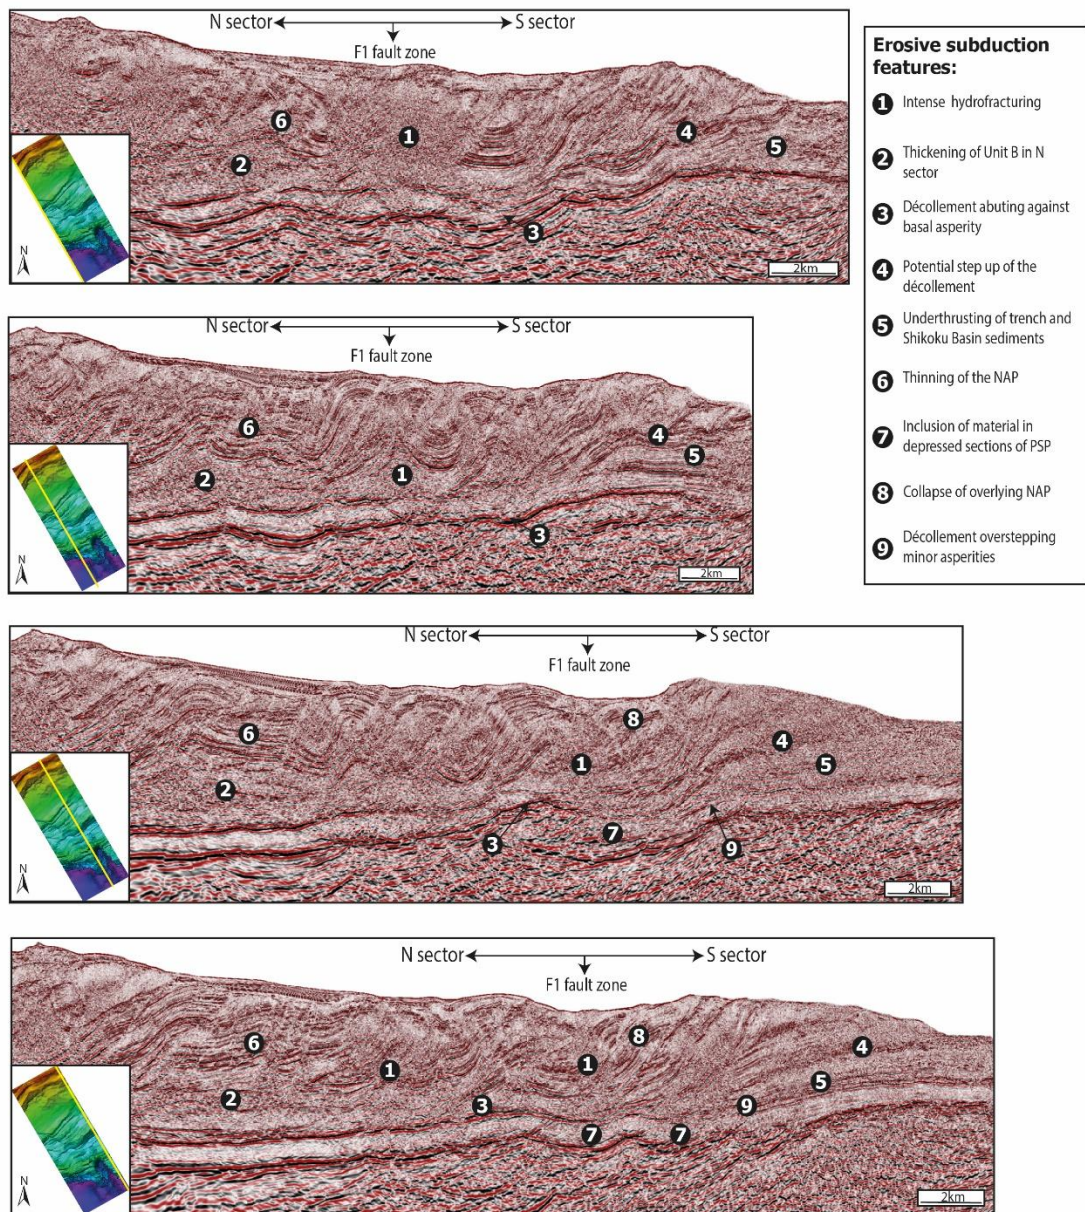 N sector S sector
F1 fault zone
6
1
2
4
5
3
N
2km
N sector S sector
F1 fault zone
6
4
5
2
1
3
N
2km
N sector S sector
F1 fault zone
8
6
4
1
5
2
7
3
9
N
2km
N sector S sector
F1 fault zone
8
6
4
1
1
5
2
3
9
7
7
N
2km
Erosive subduction
features:
1 Intense hydrofracturing
2 Thickening of Unit B in N
sector
3 Décollement abuting against
basal asperity
4 Potential step up of the
décollement
5 Underthrusting of trench and
Shikoku Basin sediments
6 Thinning of the NAP
7 Inclusion of material in
depressed sections of PSP
8 Collapse of overlying NAP
9 Décollement overstepping
minor asperities